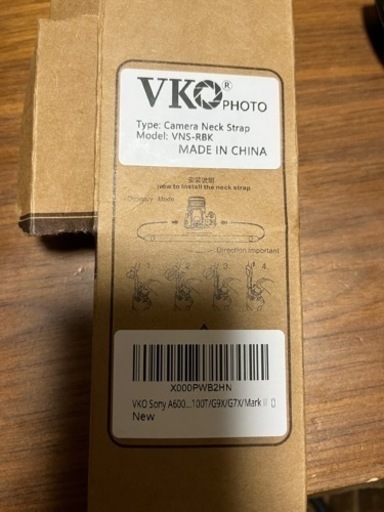 VKO® PHOTO
Type: Camera Neck Strap
Model: VNS-RBK
MADE IN CHINA
安装说明
How to Install the neck strap
Ordinary Mode
Direction Important
1 2 3 4
X000PWB2HN
VKO Sony A600...100T/G9X/G7X/Mark II
New